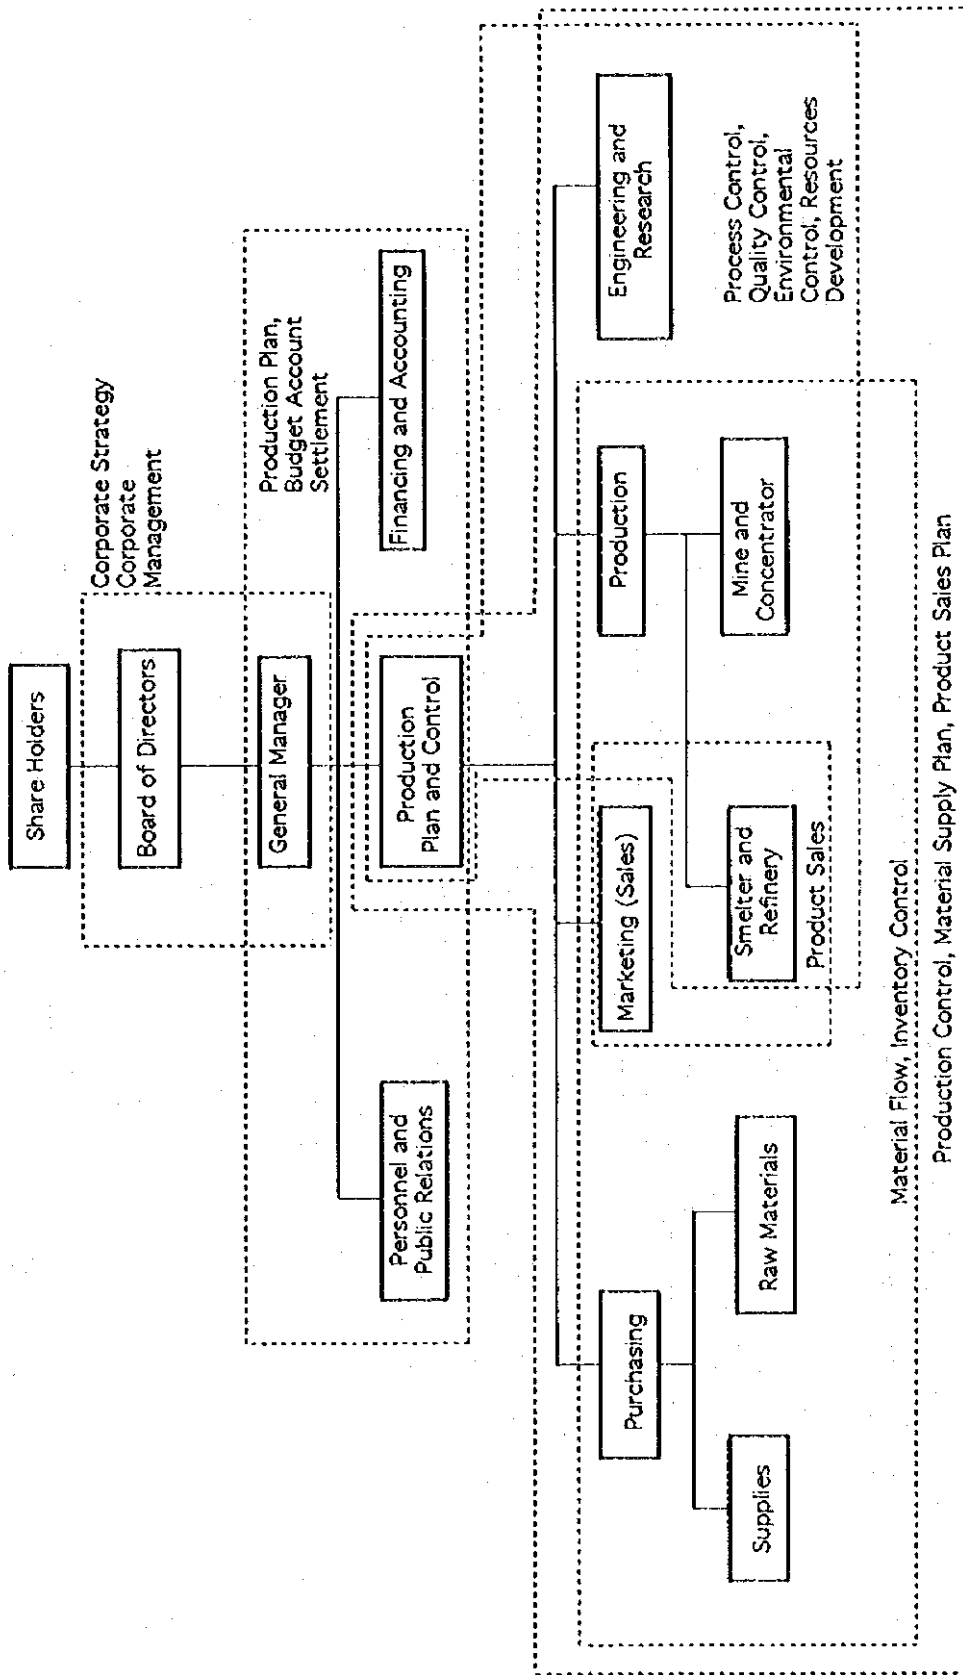 Share Holders
Corporate Strategy
Corporate
Management
Board of Directors
General Manager
Production Plan,
Budget Account
Settlement
Personnel and
Public Relations
Production
Plan and Control
Financing and Accounting
Purchasing
Marketing (Sales)
Production
Engineering and
Research
Supplies
Raw Materials
Smelter and
Refinery
Mine and
Concentrator
Process Control,
Quality Control,
Environmental
Control, Resources
Development
Product Sales
Material Flow, Inventory Control
Production Control, Material Supply Plan, Product Sales Plan